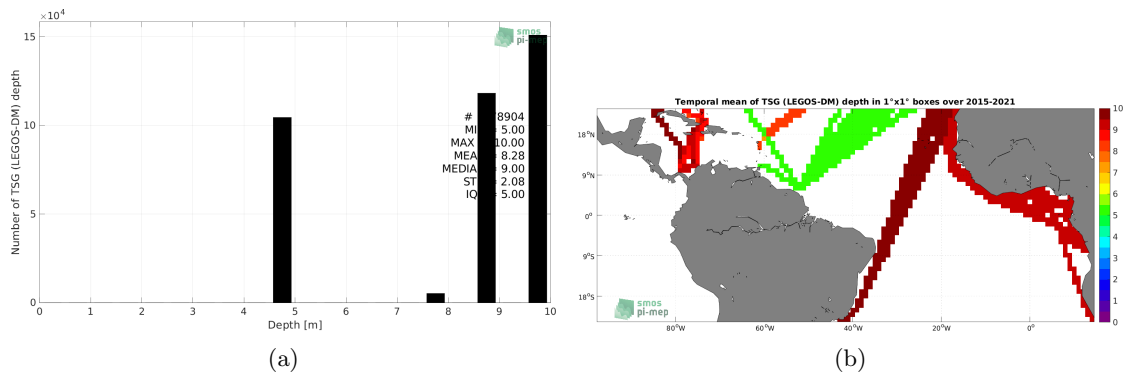 ×10⁴
15
10
5
0
Number of TSG (LEGOS-DM) depth
smos
pi-mep
#
8904
MI
5.00
MAX
10.00
MEA
8.28
MEDIA
9.00
ST
2.08
IQ
5.00
0 1 2 3 4 5 6 7 8 9 10
Depth [m]
(a)
Temporal mean of TSG (LEGOS-DM) depth in 1°x1° boxes over 2015-2021
18°N
9°N
0°
9°S
18°S
80°W 60°W 40°W 20°W 0°
smos
pi-mep
10
9
8
7
6
5
4
3
2
1
0
(b)